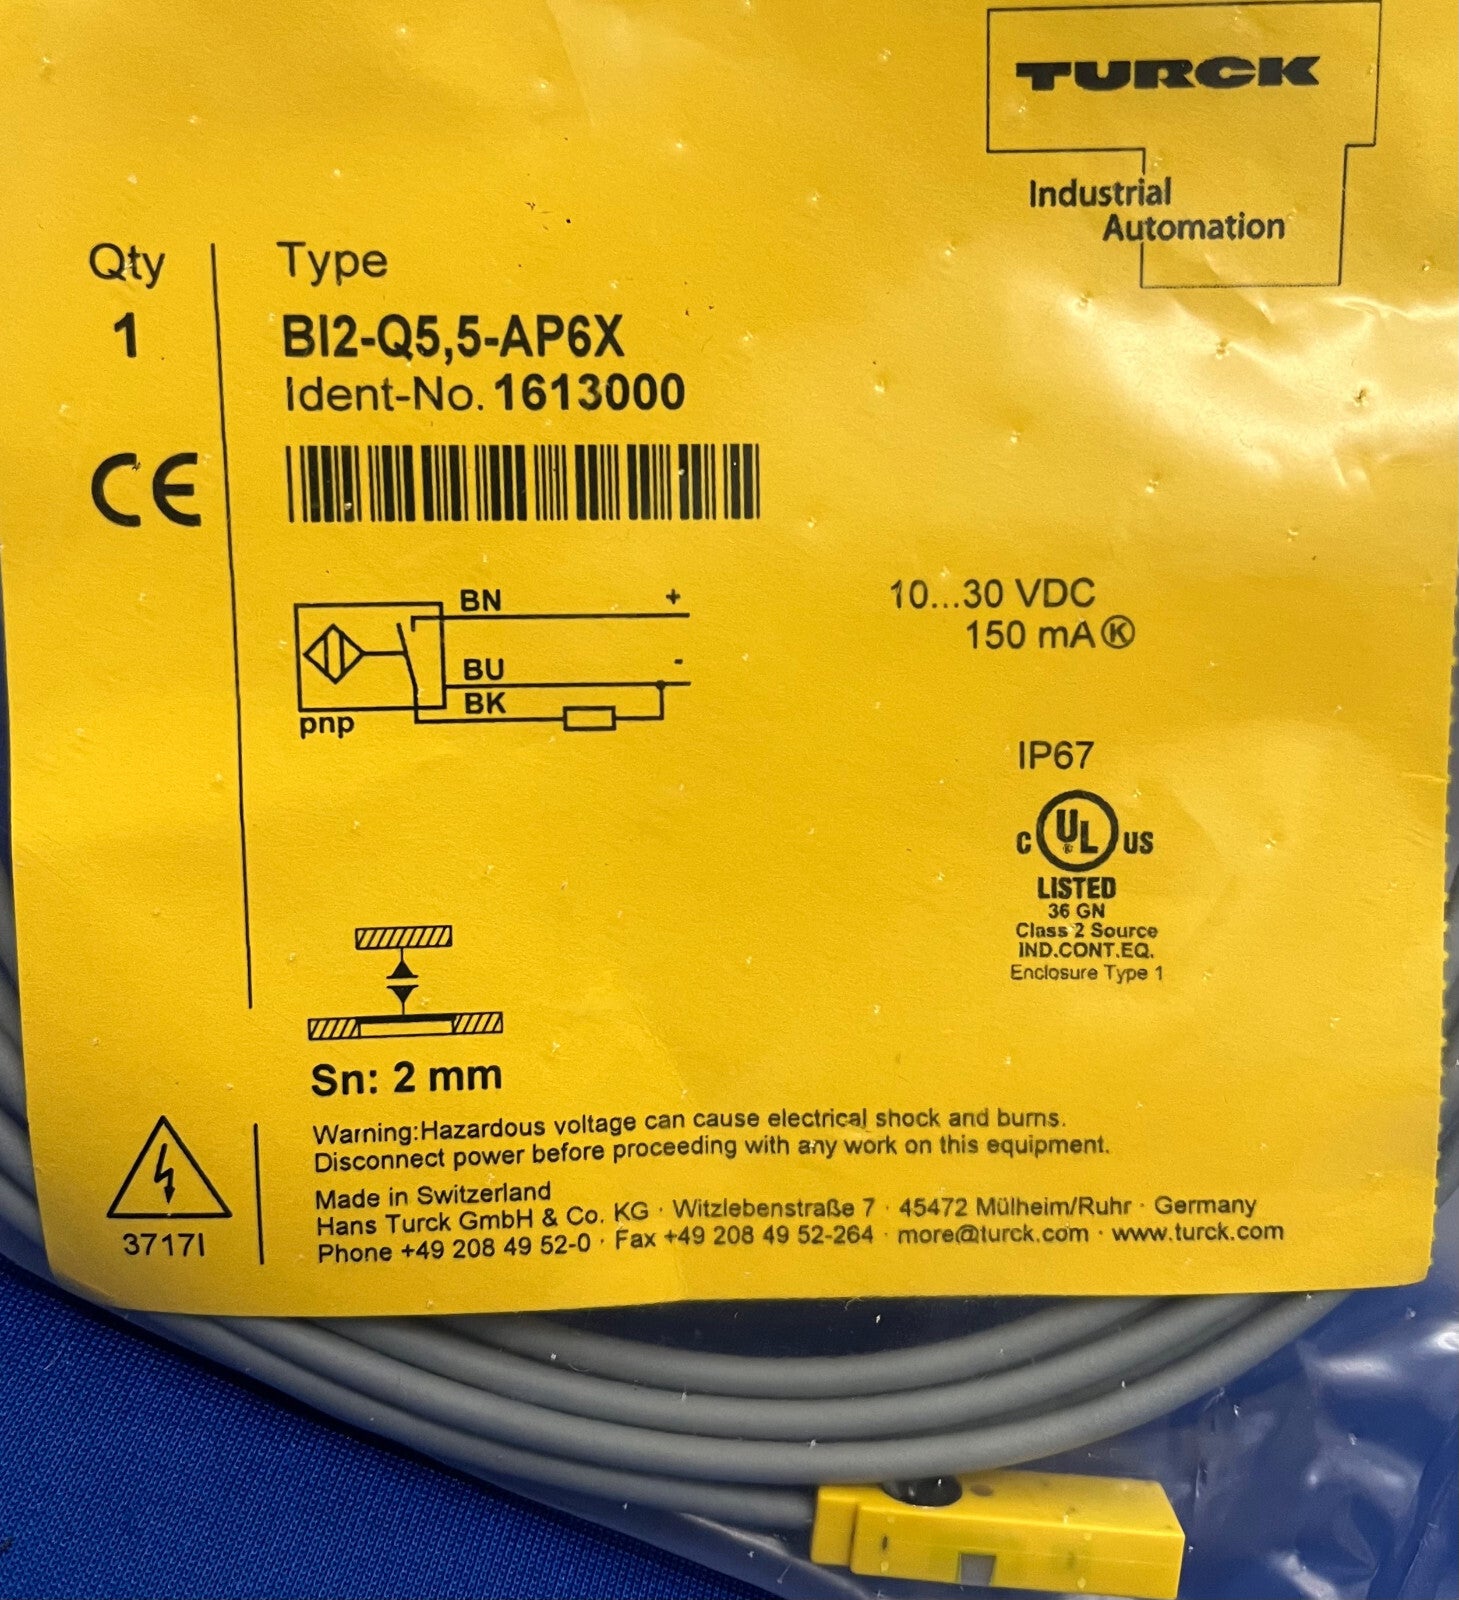 TURCK
Industrial
Automation
Qty
1
Type
BI2-Q5,5-AP6X
Ident-No. 1613000
CE
BN
+
BU
-
BK
pnp
10...30 VDC
150 mA Ⓚ
IP67
C UL US
LISTED
36 GN
Class 2 Source
IND.CONT.EQ.
Enclosure Type 1
Sn: 2 mm
Warning:Hazardous voltage can cause electrical shock and burns.
Disconnect power before proceeding with any work on this equipment.
Made in Switzerland
Hans Turck GmbH & Co. KG · Witzlebenstraße 7 · 45472 Mülheim/Ruhr · Germany
Phone +49 208 49 52-0 · Fax +49 208 49 52-264 · more@turck.com · www.turck.com
3717I